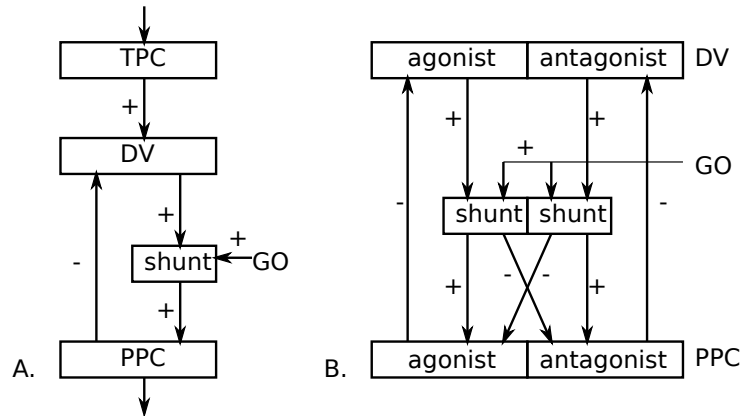 TPC
+
DV
+
-
shunt
+
GO
+
PPC
A.
agonist
antagonist
DV
+
+
+
GO
-
-
shunt
shunt
+
-
-
+
agonist
antagonist
PPC
B.